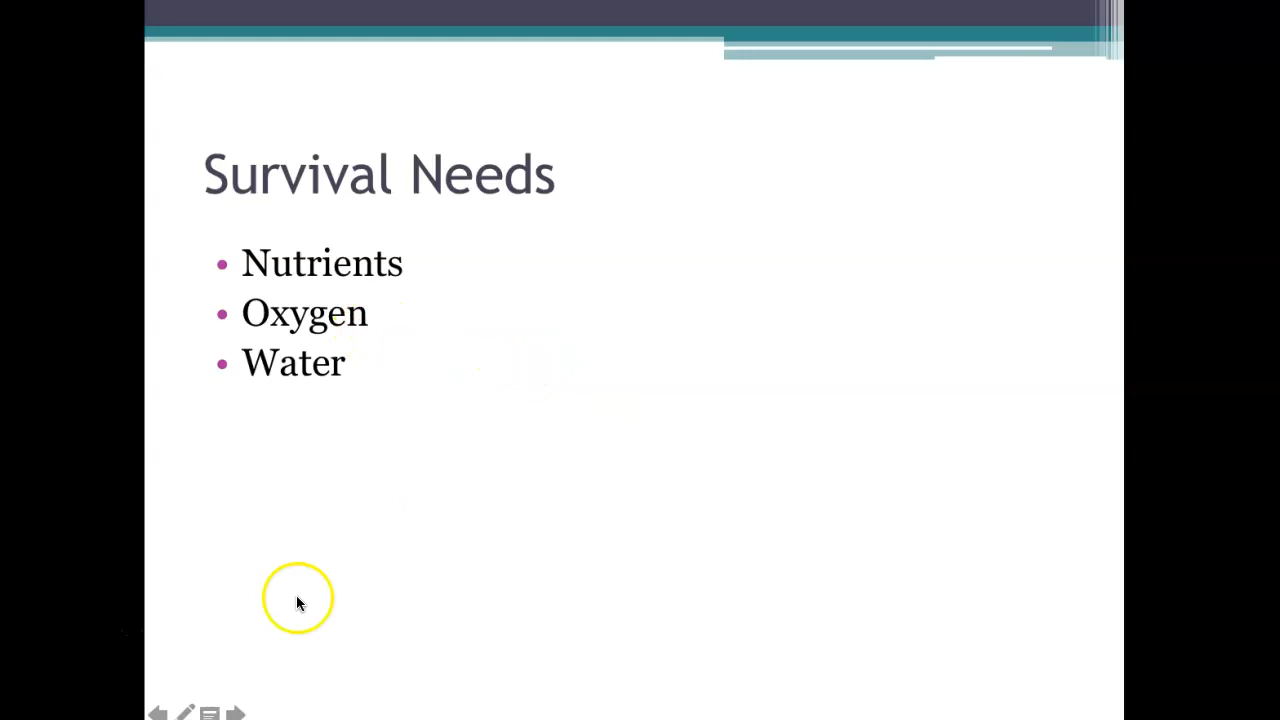 Survival Needs
• Nutrients
• Oxygen
• Water